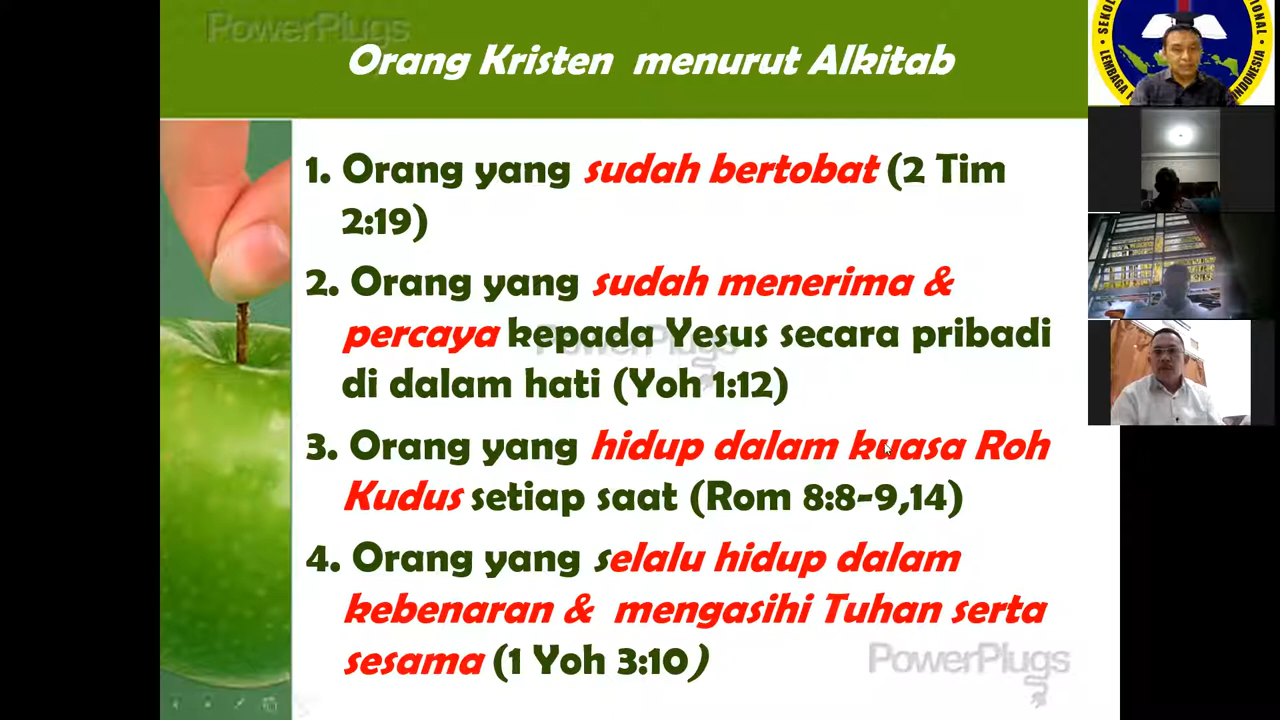 PowerPlugs
Orang Kristen menurut Alkitab
1. Orang yang sudah bertobat (2 Tim
2:19)
2. Orang yang sudah menerima &
percaya kepada Yesus secara pribadi
di dalam hati (Yoh 1:12)
PowerPlugs
3. Orang yang hidup dalam kuasa Roh
Kudus setiap saat (Rom 8:8-9,14)
4. Orang yang selalu hidup dalam
kebenaran & mengasihi Tuhan serta
sesama (1 Yoh 3:10)
PowerPlugs
LEMBAGA
INDONESIA